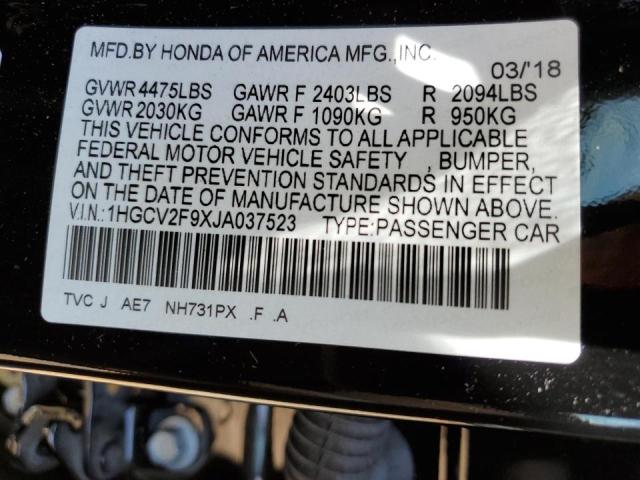 MFD.BY HONDA OF AMERICA MFG.,INC.
03/'18
GVWR 4475LBS GAWR F 2403LBS R 2094LBS
GVWR 2030KG GAWR F 1090KG R 950KG
THIS VEHICLE CONFORMS TO ALL APPLICABLE
FEDERAL MOTOR VEHICLE SAFETY , BUMPER,
AND THEFT PREVENTION STANDARDS IN EFFECT
ON THE DATE OF MANUFACTURE SHOWN ABOVE.
V.I.N.:1HGCV2F9XJA037523 TYPE:PASSENGER CAR
TVC J AE7 NH731PX .F .A